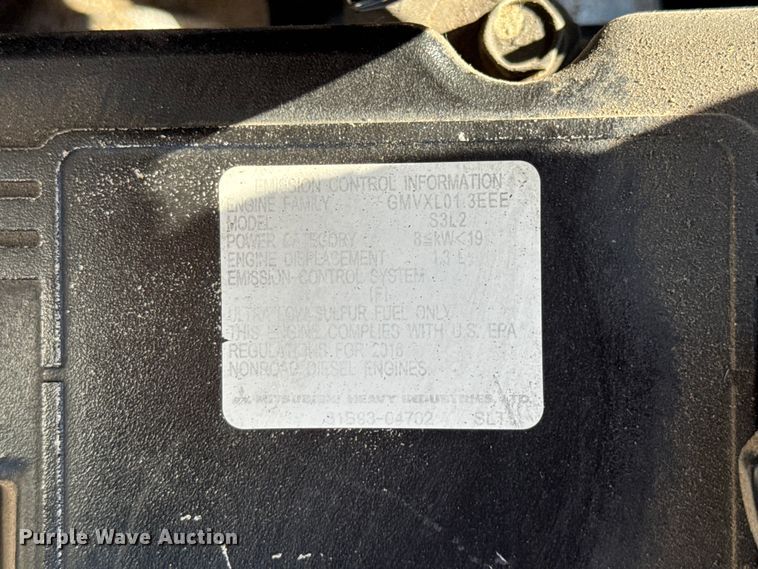 EMISSION CONTROL INFORMATION
ENGINE FAMILY GMVXL01.3EEE
MODEL S3L2
POWER CATEGORY 8≤kW<19
ENGINE DISPLACEMENT 1.3 L
EMISSION CONTROL SYSTEM
IFI
ULTRA LOW SULFUR FUEL ONLY
THIS ENGINE COMPLIES WITH U.S. EPA
REGULATIONS FOR 2016
NONROAD DIESEL ENGINES.
MITSUBISHI HEAVY INDUSTRIES, LTD.
31B93-04702
Purple Wave Auction